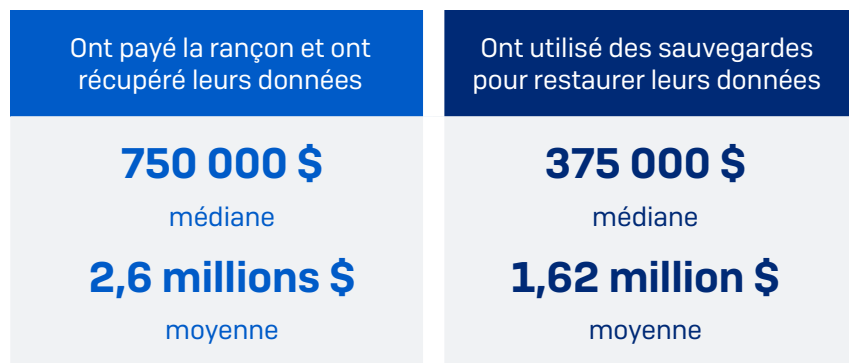 Ont payé la rançon et ont
récupéré leurs données
750 000 $
médiane
2,6 millions $
moyenne
Ont utilisé des sauvegardes
pour restaurer leurs données
375 000 $
médiane
1,62 million $
moyenne